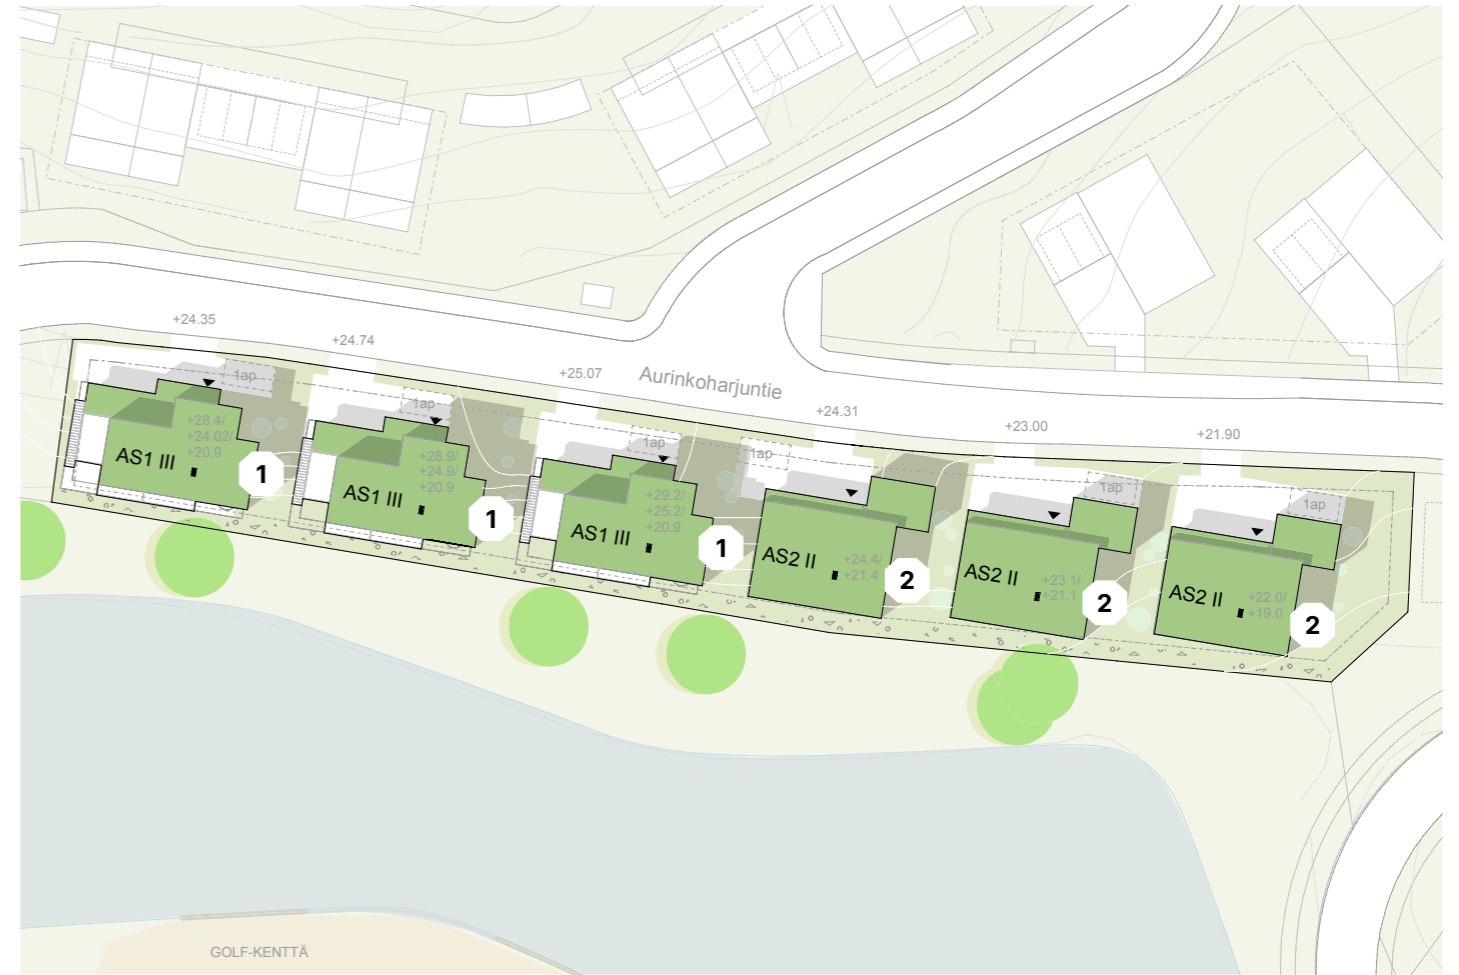 +24.35
+24.74
+25.07
Aurinkoharjuntie
+24.31
+23.00
+21.90
1ap
+28.4/
+24.02/
+20.9
AS1 III
1
1ap
+28.9/
+24.9/
+20.9
AS1 III
1
1ap
+29.2/
+25.2/
+20.9
AS1 III
1
1ap
AS2 II
+24.4/
+21.4
2
1ap
AS2 II
+23.1/
+21.1
2
1ap
AS2 II
+22.0/
+19.0
2
GOLF-KENTTÄ